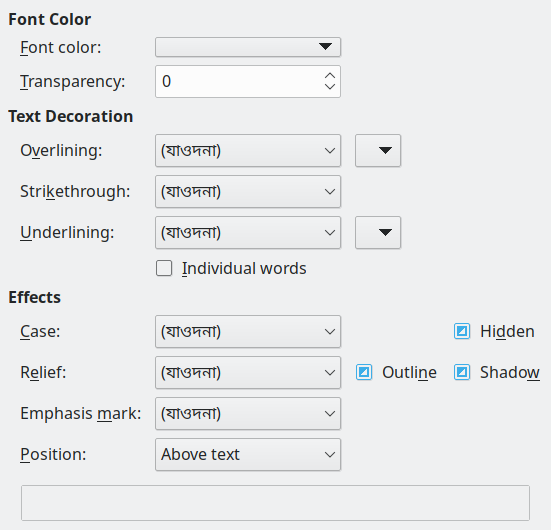 Font Color
Font color:
Transparency: 0
Text Decoration
Overlining: (যাওদনা)
Strikethrough: (যাওদনা)
Underlining: (যাওদনা)
Individual words
Effects
Case: (যাওদনা) Hidden
Relief: (যাওদনা) Outline Shadow
Emphasis mark: (যাওদনা)
Position: Above text